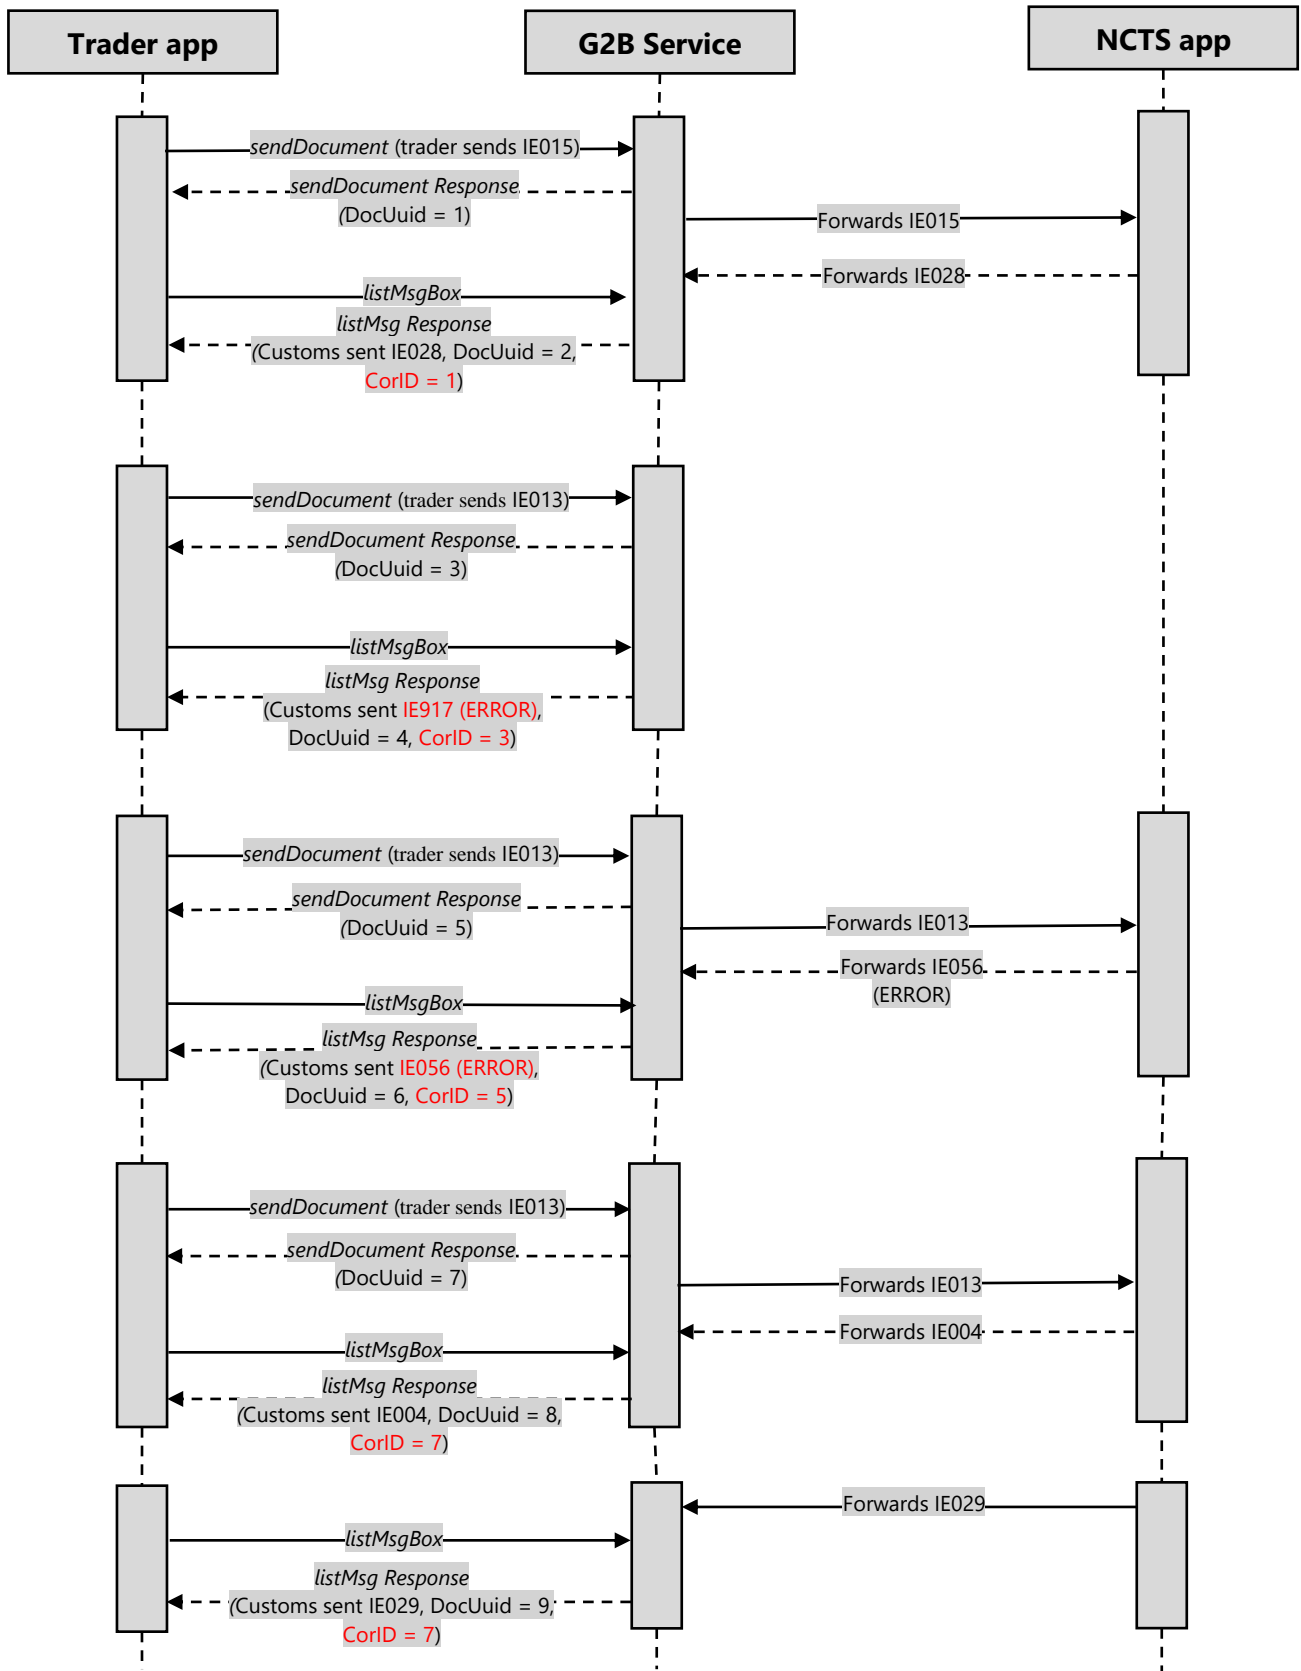 Trader app
G2B Service
NCTS app
sendDocument (trader sends IE015)
sendDocument Response
(DocUuid = 1)
Forwards IE015
Forwards IE028
listMsgBox
listMsg Response
(Customs sent IE028, DocUuid = 2,
CorID = 1)
sendDocument (trader sends IE013)
sendDocument Response
(DocUuid = 3)
listMsgBox
listMsg Response
(Customs sent IE917 (ERROR),
DocUuid = 4, CorID = 3)
sendDocument (trader sends IE013)
sendDocument Response
(DocUuid = 5)
Forwards IE013
Forwards IE056
(ERROR)
listMsgBox
listMsg Response
(Customs sent IE056 (ERROR),
DocUuid = 6, CorID = 5)
sendDocument (trader sends IE013)
sendDocument Response
(DocUuid = 7)
Forwards IE013
Forwards IE004
listMsgBox
listMsg Response
(Customs sent IE004, DocUuid = 8,
CorID = 7)
Forwards IE029
listMsgBox
listMsg Response
(Customs sent IE029, DocUuid = 9,
CorID = 7)